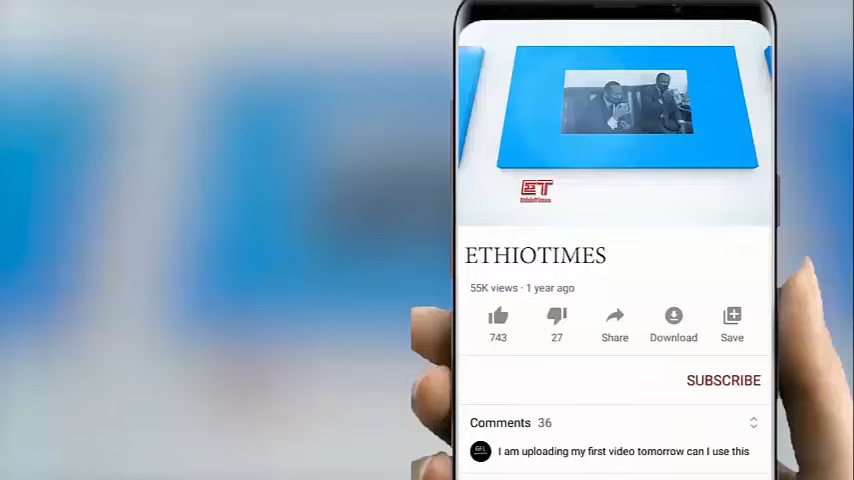 ET
EthioTimes
ETHIOTIMES
55K views · 1 year ago
743 27 Share Download Save
SUBSCRIBE
Comments 36
GFL
I am uploading my first video tomorrow can I use this